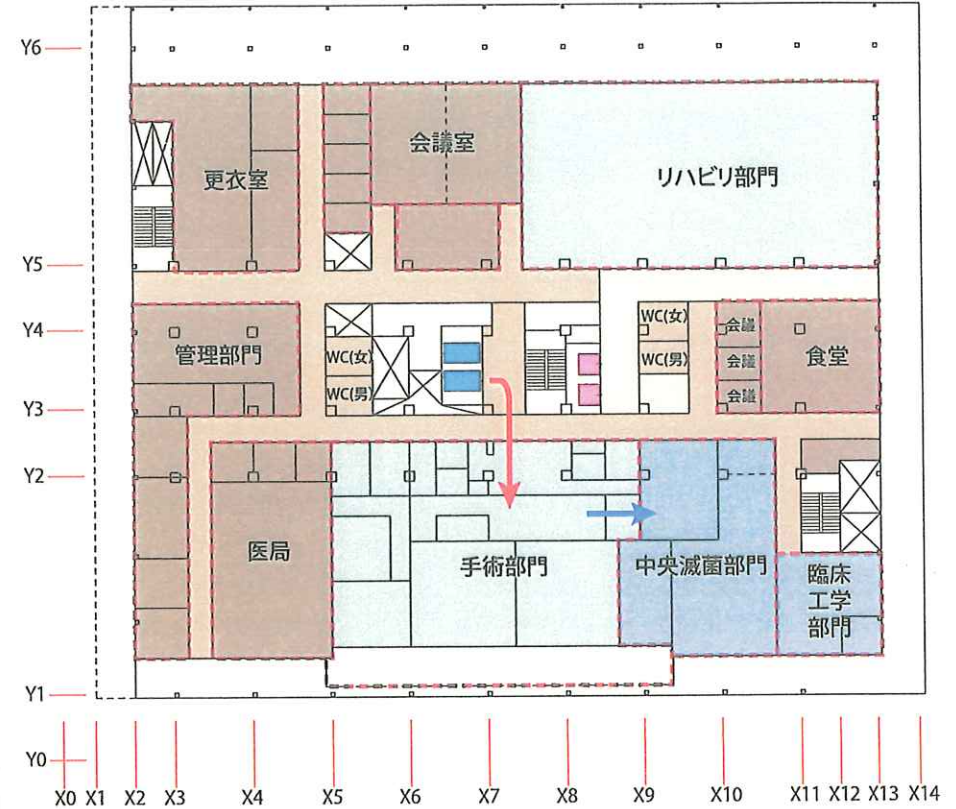 Y6
会議室
更衣室
リハビリ部門
Y5
WC(女)
会議
Y4
管理部門
WC(女)
WC(男)
会議
食堂
WC(男)
会議
Y3
Y2
医局
手術部門
中央滅菌部門
臨床
工学
部門
Y1
Y0
X0 X1 X2 X3 X4 X5 X6 X7 X8 X9 X10 X11 X12 X13 X14